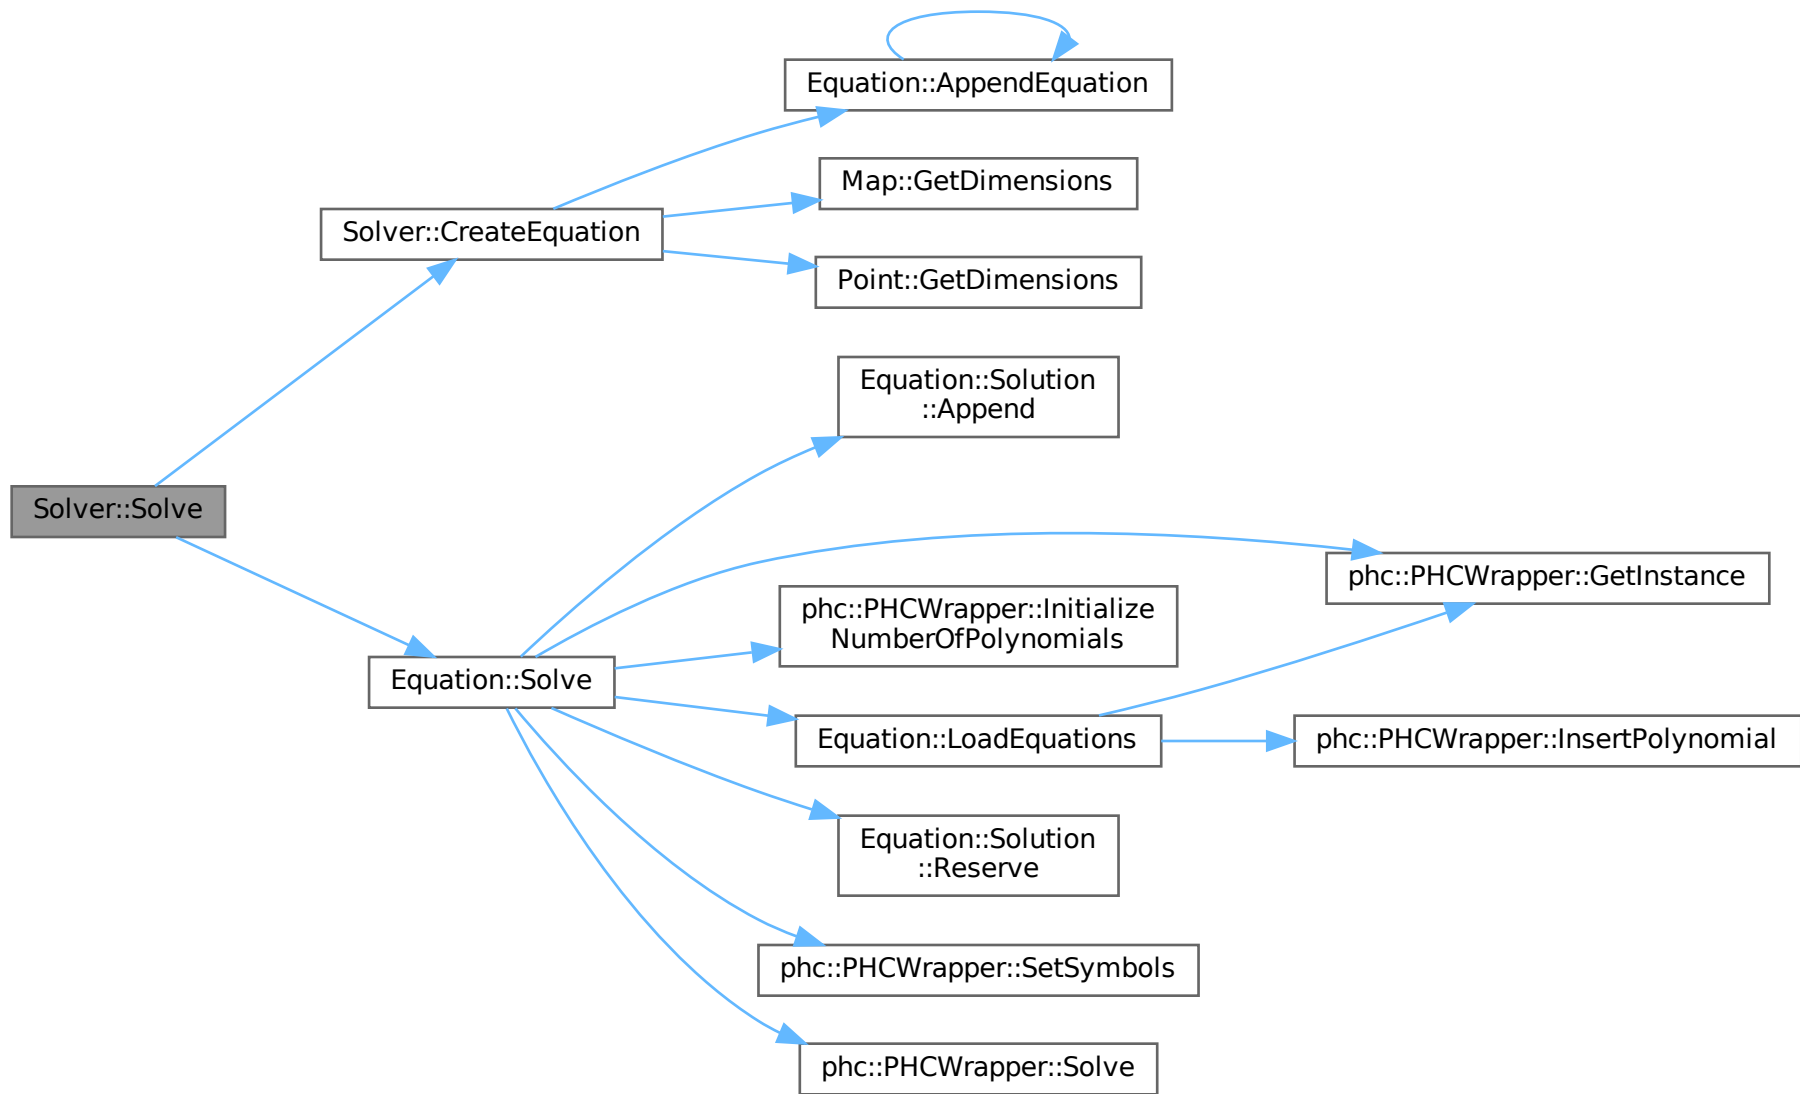 Equation::AppendEquation
Map::GetDimensions
Solver::CreateEquation
Point::GetDimensions
Equation::Solution
::Append
Solver::Solve
phc::PHCWrapper::GetInstance
phc::PHCWrapper::Initialize
NumberOfPolynomials
Equation::Solve
Equation::LoadEquations
phc::PHCWrapper::InsertPolynomial
Equation::Solution
::Reserve
phc::PHCWrapper::SetSymbols
phc::PHCWrapper::Solve